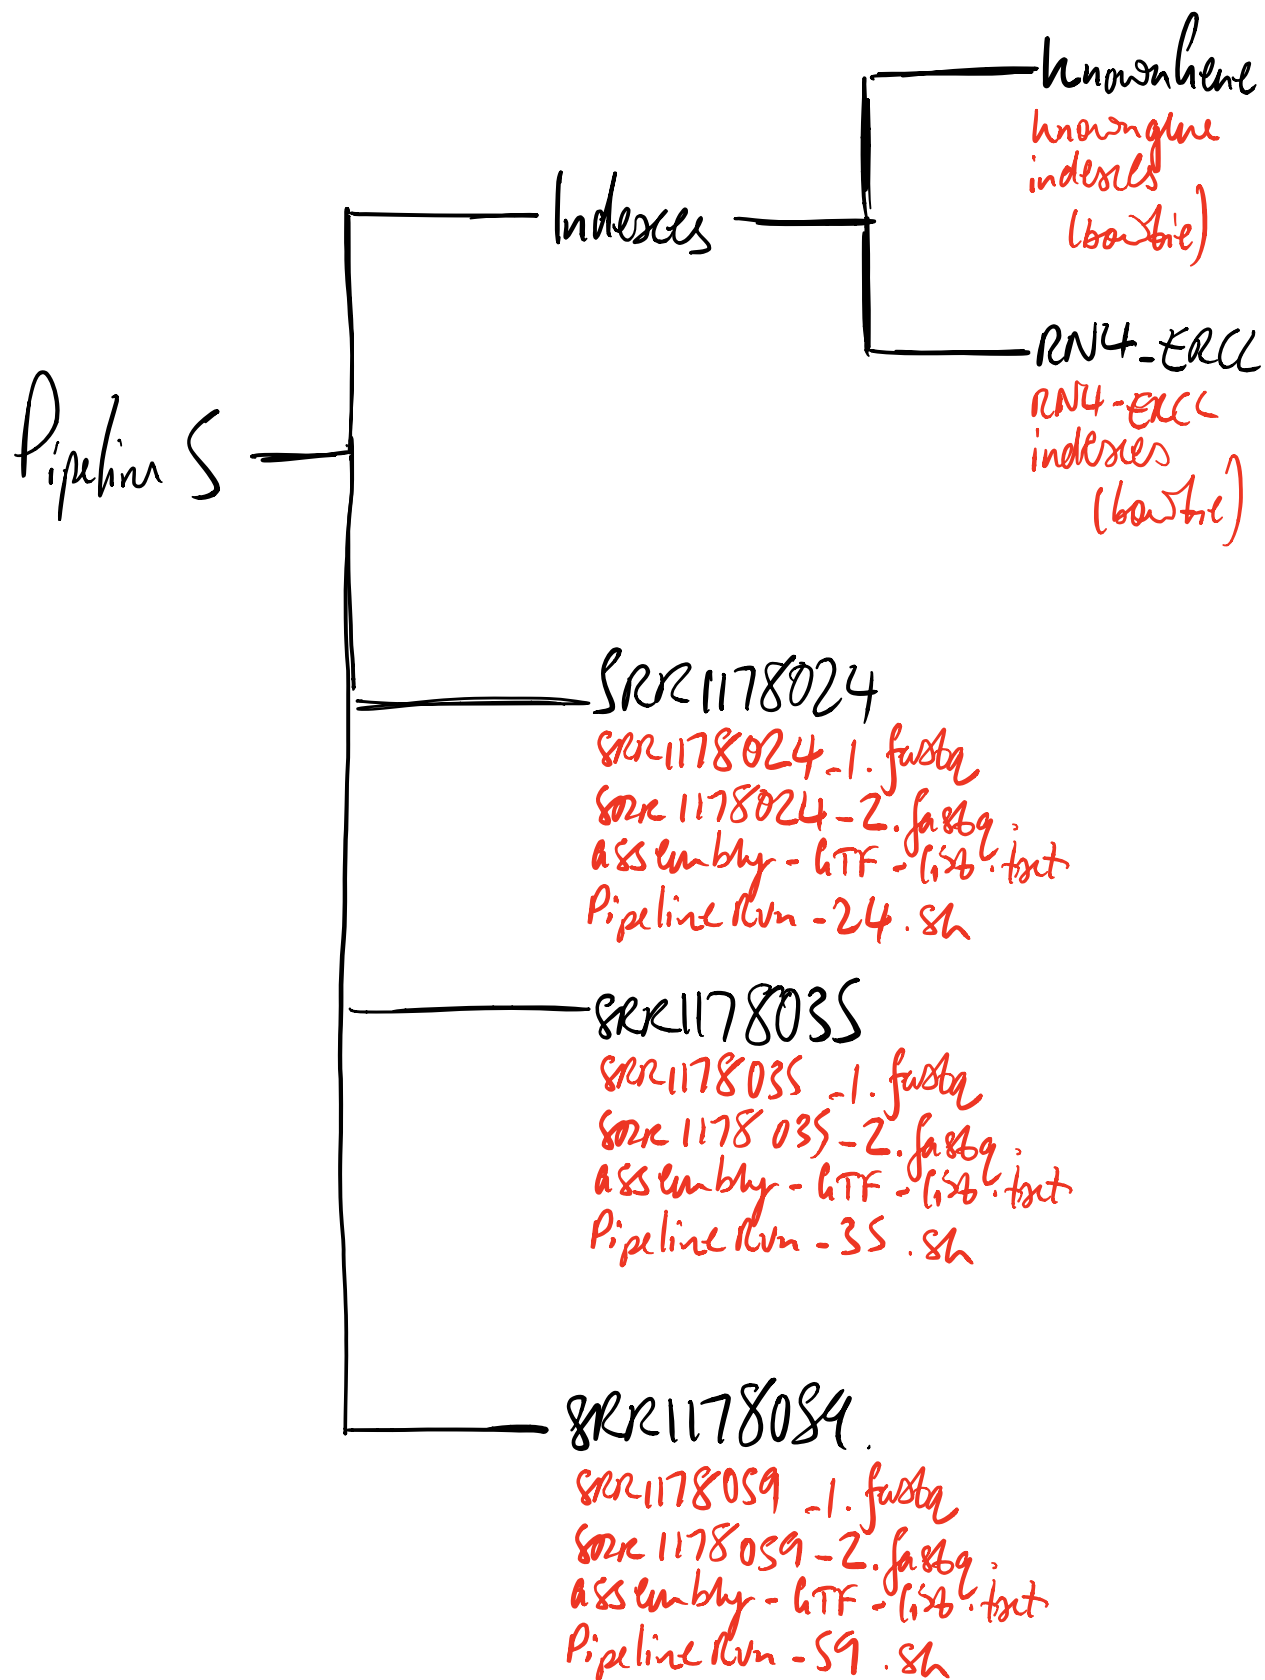 knownGene
knowngene
indexes
(bowtie)
Indexes
RN4_ERCC
RN4-ERCC
indexes
(bowtie)
Pipeline 5
SRR1178024
SRR1178024_1.fastq
SRR1178024_2.fastq.
assembly-GTF-list.txt
PipelineRun-24.sh
SRR1178035
SRR1178035_1.fastq
SRR1178035_2.fastq.
assembly-GTF-list.txt
PipelineRun-35.sh
SRR1178059.
SRR1178059_1.fastq
SRR1178059_2.fastq.
assembly-GTF-list.txt
PipelineRun-59.sh